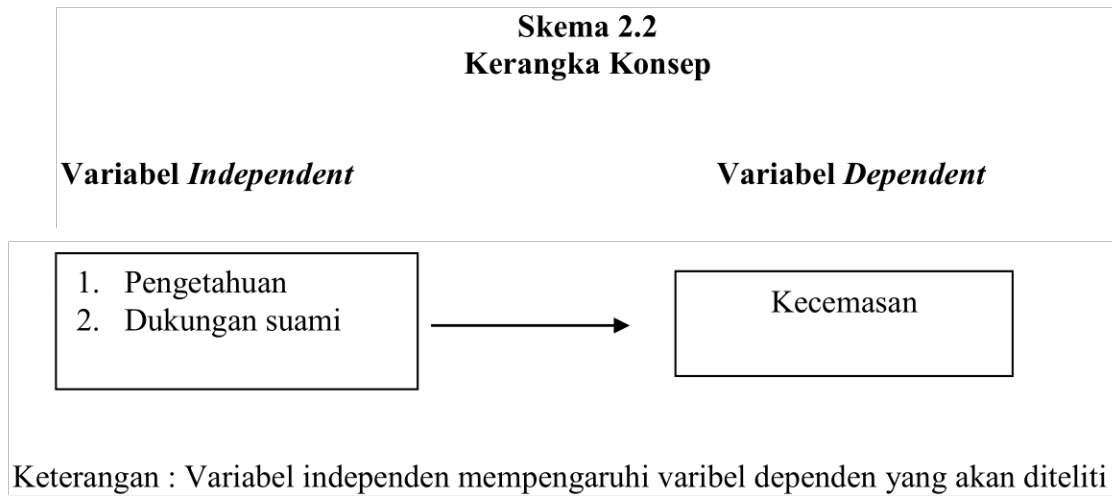 Skema 2.2
Kerangka Konsep
Variabel Independent
Variabel Dependent
1. Pengetahuan
2. Dukungan suami
Kecemasan
Keterangan : Variabel independen mempengaruhi varibel dependen yang akan diteliti